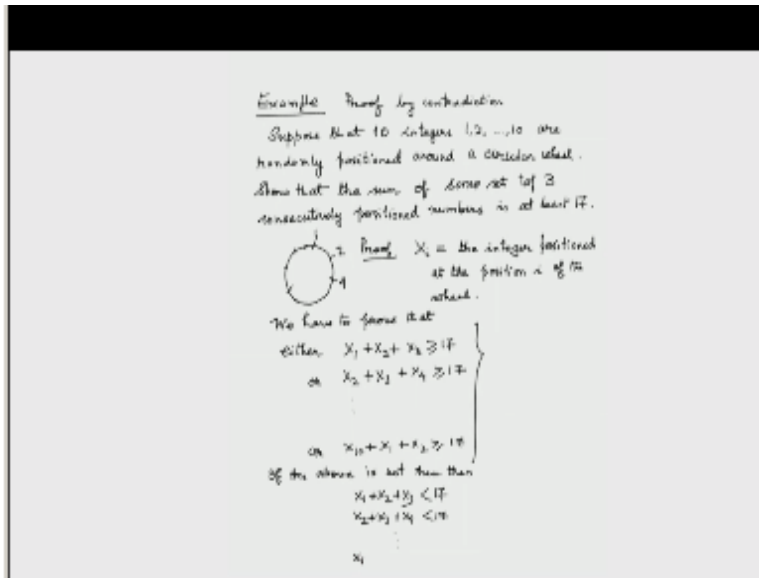 Example Proof by contradiction
Suppose that 10 integers 1,2, ...,10 are
randomly positioned around a circular wheel.
Show that the sum of some set of 3
consecutively positioned numbers is at least 17.
1
2
4
Proof Xi = the integer positioned
at the position i of the
wheel.
We have to prove that
either X1 + X2 + X3 ≥ 17
or X2 + X3 + X4 ≥ 17
or X10 + X1 + X2 ≥ 17
If the above is not then
X1 + X2 + X3 < 17
X2 + X3 + X4 < 17
X1